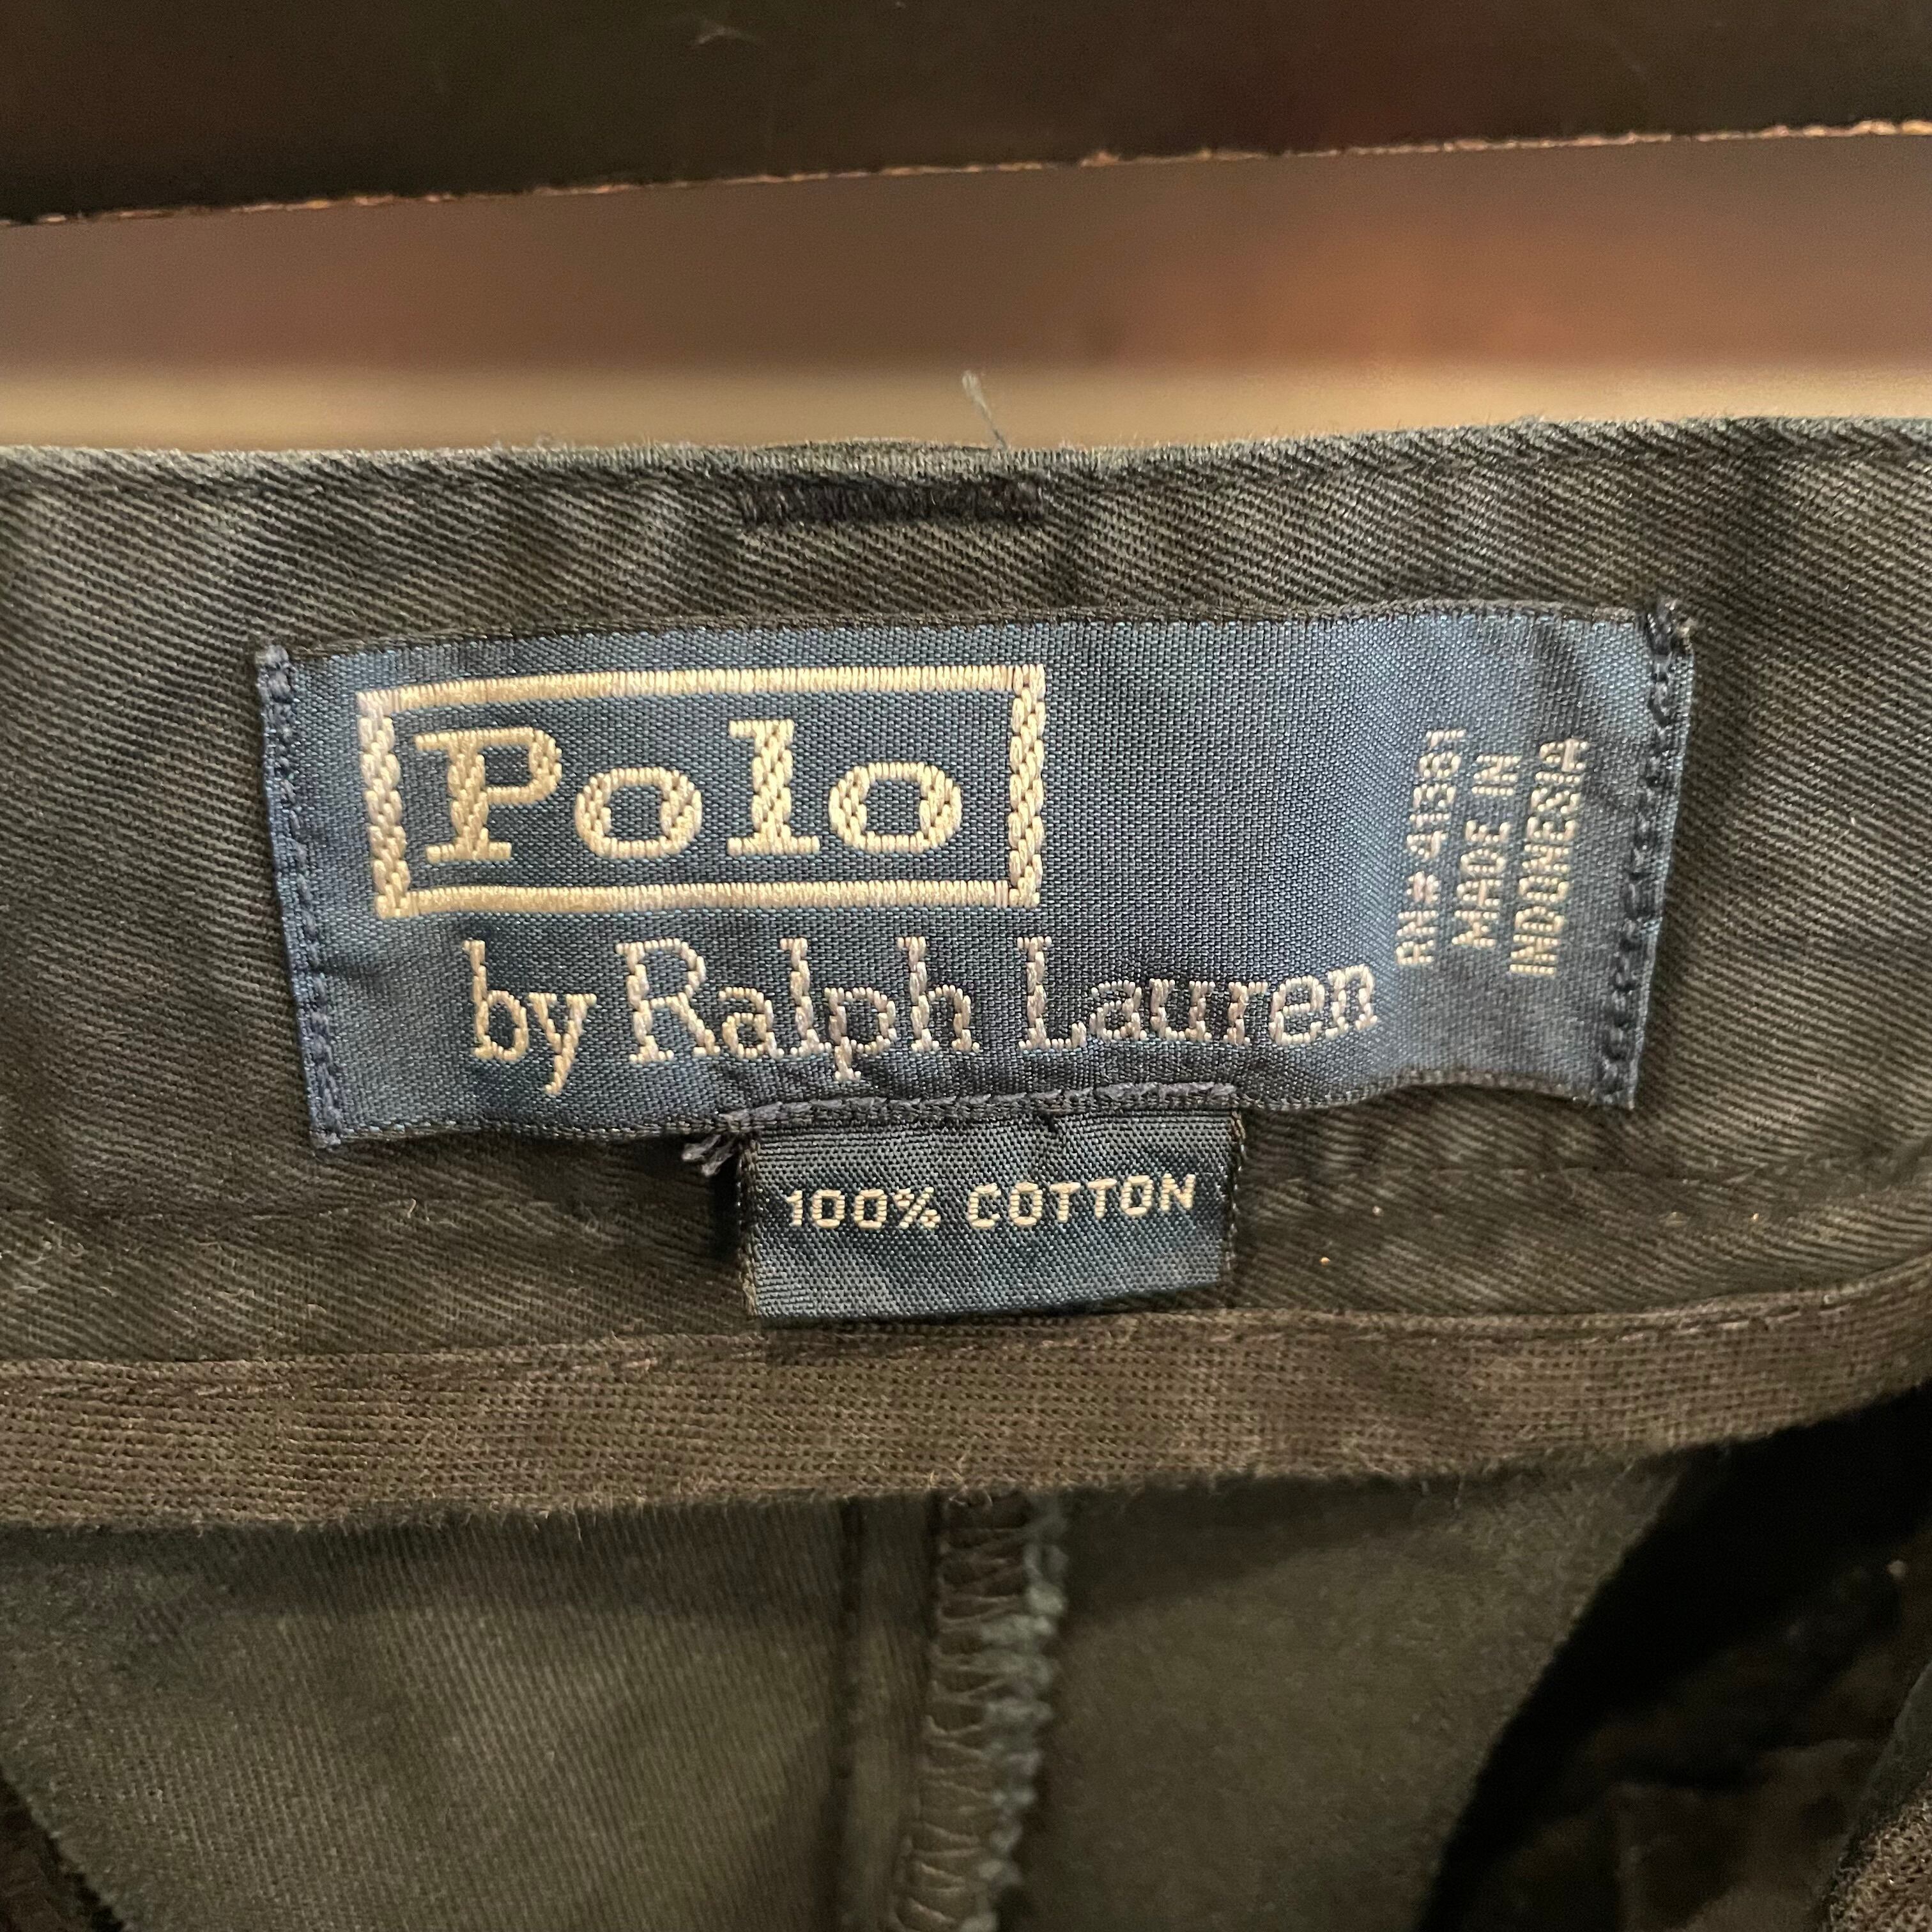 Polo
by Ralph Lauren
RN# 41381
MADE IN
INDONESIA
100% COTTON